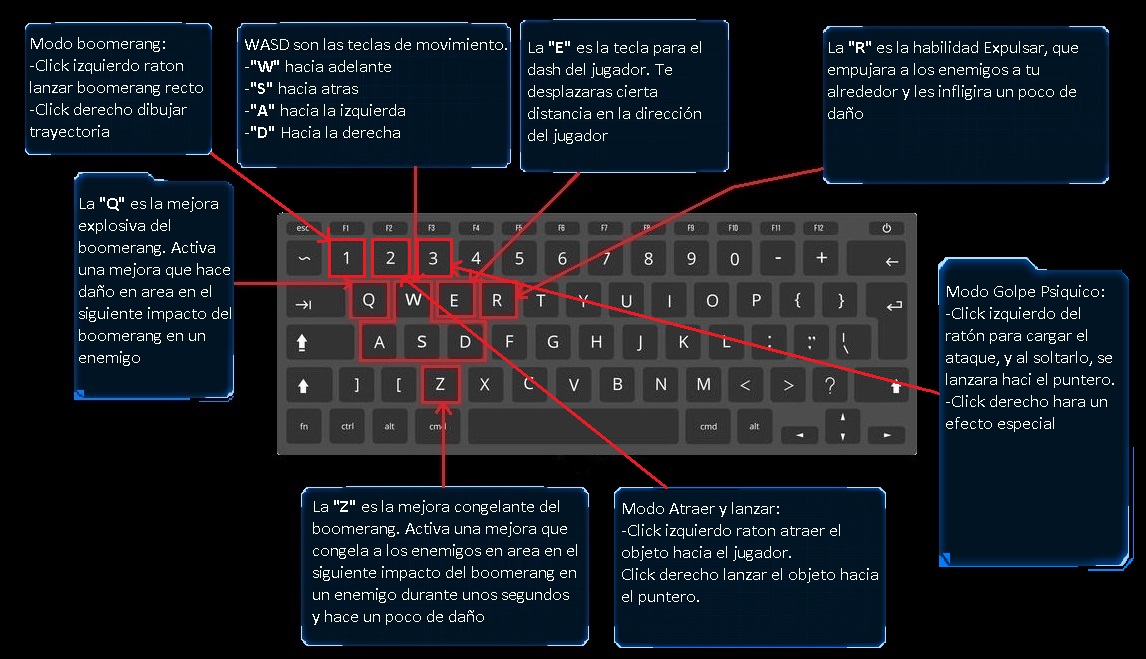 Modo boomerang:
-Click izquierdo raton
lanzar boomerang recto
-Click derecho dibujar
trayectoria
WASD son las teclas de movimiento.
-"W" hacia adelante
-"S" hacia atras
-"A" hacia la izquierda
-"D" Hacia la derecha
La "E" es la tecla para el
dash del jugador. Te
desplazaras cierta
distancia en la dirección
del jugador
La "R" es la habilidad Expulsar, que
empujara a los enemigos a tu
alrededor y les infligira un poco de
daño
La "Q" es la mejora
explosiva del
boomerang. Activa
una mejora que hace
daño en area en el
siguiente impacto del
boomerang en un
enemigo
esc F1 F2 F3 F4 F5 F6 F7 F8 F9 F10 F11 F12
~ 1 2 3 4 5 6 7 8 9 0 - + ←
Q W E R T Y U I O P { }
A S D F G H J K L : " \
] [ Z X C V B N M < > ?
fn ctrl alt cmd cmd alt
Modo Golpe Psiquico:
-Click izquierdo del
ratón para cargar el
ataque, y al soltarlo, se
lanzara haci el puntero.
-Click derecho hara un
efecto especial
La "Z" es la mejora congelante del
boomerang. Activa una mejora que
congela a los enemigos en area en el
siguiente impacto del boomerang en
un enemigo durante unos segundos
y hace un poco de daño
Modo Atraer y lanzar:
-Click izquierdo raton atraer el
objeto hacia el jugador.
Click derecho lanzar el objeto hacia
el puntero.